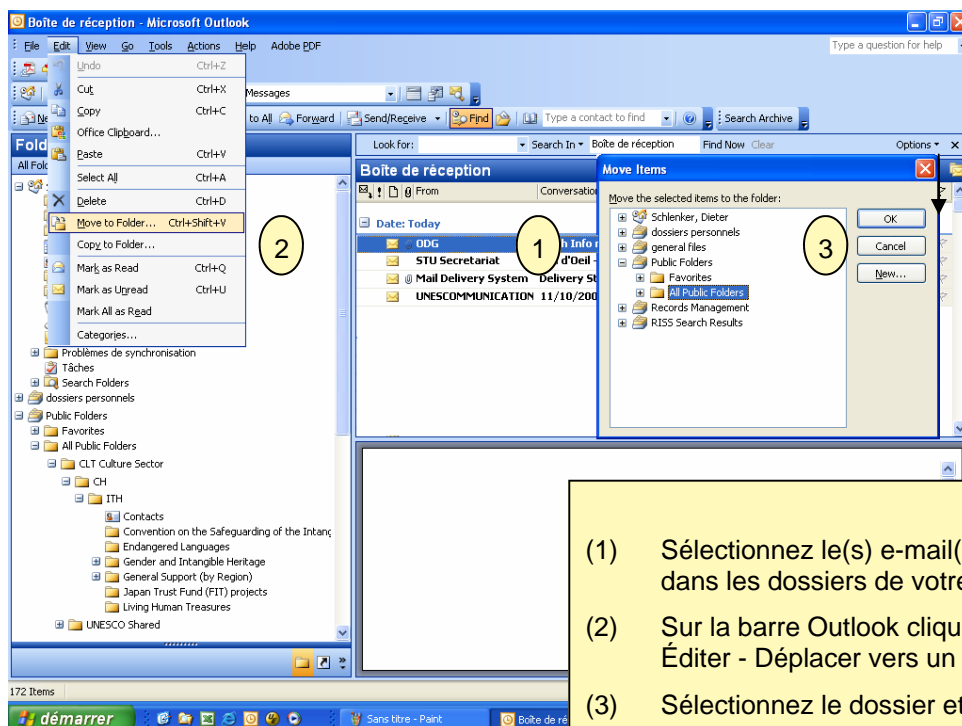 Boîte de réception - Microsoft Outlook
File Edit View Go Tools Actions Help Adobe PDF
Type a question for help
Undo Ctrl+Z
Cut Ctrl+X
Copy Ctrl+C
Office Clipboard...
Paste Ctrl+V
Select All Ctrl+A
Delete Ctrl+D
Move to Folder... Ctrl+Shift+V
Copy to Folder...
Mark as Read Ctrl+Q
Mark as Unread Ctrl+U
Mark All as Read
Categories...
Messages
to All Forward Send/Receive Find Type a contact to find Search Archive
Look for: Search In Boîte de réception Find Now Clear Options
Boîte de réception
From
Date: Today
ODG
STU Secretariat d'Oeil -
Mail Delivery System Delivery
UNESCOMMUNICATION 11/10/200
1
2
3
Move Items
Move the selected items to the folder:
Schlenker, Dieter
dossiers personnels
general files
Public Folders
Favorites
All Public Folders
Records Management
RISS Search Results
OK
Cancel
New...
Problèmes de synchronisation
Tâches
Search Folders
dossiers personnels
Public Folders
Favorites
All Public Folders
CLT Culture Sector
CH
ITH
Contacts
Convention on the Safeguarding of the Intang
Endangered Languages
Gender and Intangible Heritage
General Support (by Region)
Japan Trust Fund (FIT) projects
Living Human Treasures
UNESCO Shared
172 Items
(1) Sélectionnez le(s) e-mail(
dans les dossiers de votre
(2) Sur la barre Outlook clique
Éditer - Déplacer vers un
(3) Sélectionnez le dossier et
démarrer
Sans titre - Paint
Boîte de ré